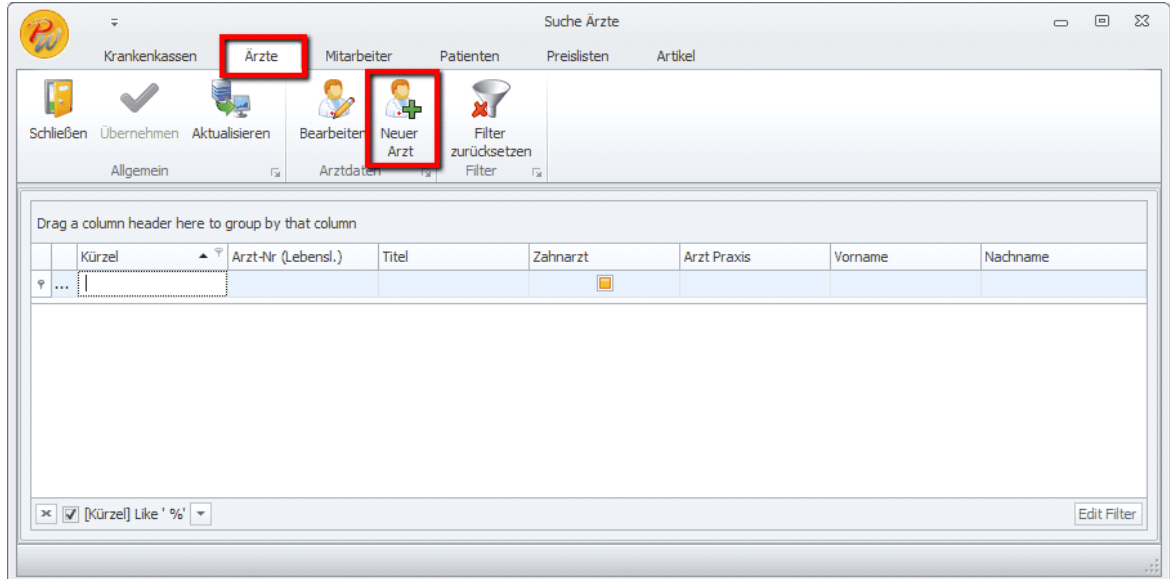 PW
Suche Ärzte
Krankenkassen Ärzte Mitarbeiter Patienten Preislisten Artikel
Schließen Übernehmen Aktualisieren Bearbeiten Neuer Arzt Filter zurücksetzen
Allgemein Arztdaten Filter
Drag a column header here to group by that column
Kürzel Arzt-Nr (Lebensl.) Titel Zahnarzt Arzt Praxis Vorname Nachname
...
[Kürzel] Like ' %' Edit Filter